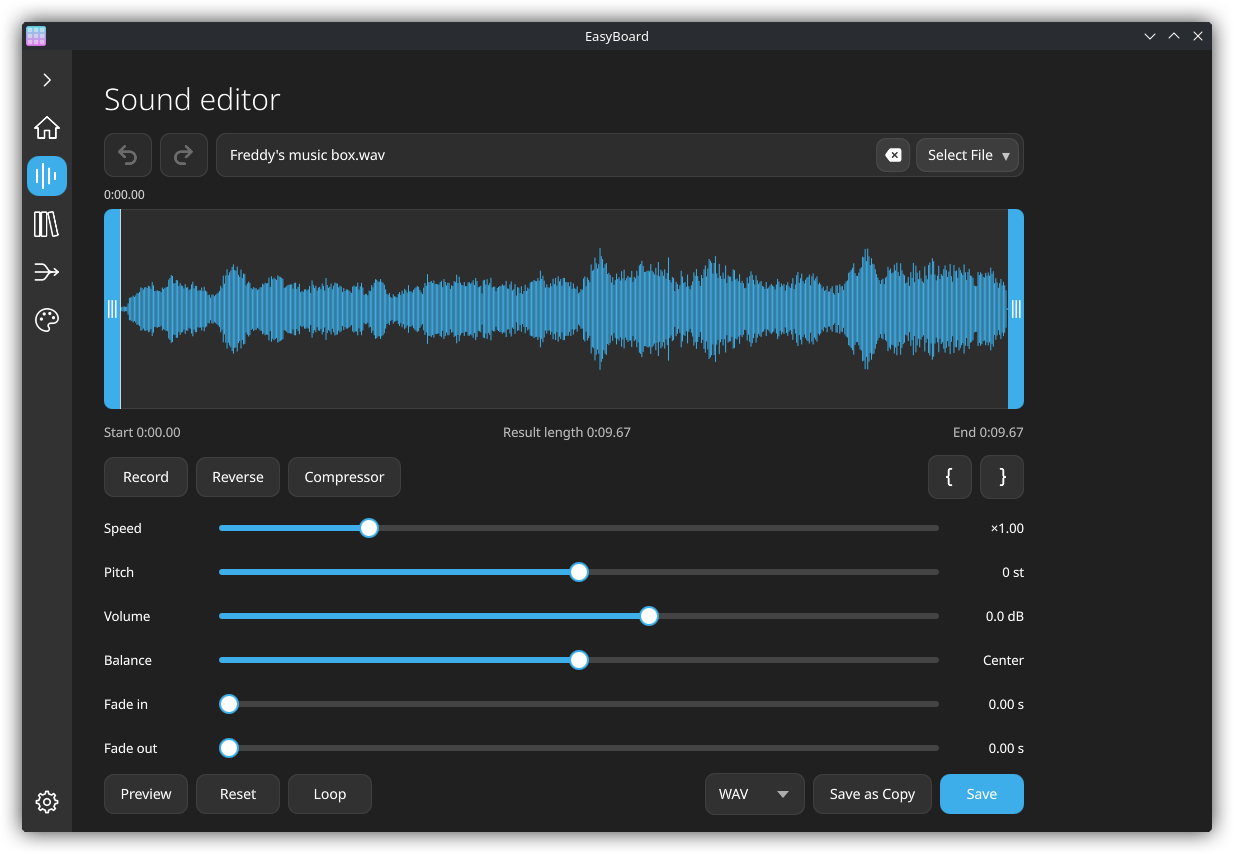 EasyBoard
Sound editor
Freddy's music box.wav
Select File ▾
0:00.00
Start 0:00.00 Result length 0:09.67 End 0:09.67
Record Reverse Compressor { }
Speed ×1.00
Pitch 0 st
Volume 0.0 dB
Balance Center
Fade in 0.00 s
Fade out 0.00 s
Preview Reset Loop WAV Save as Copy Save